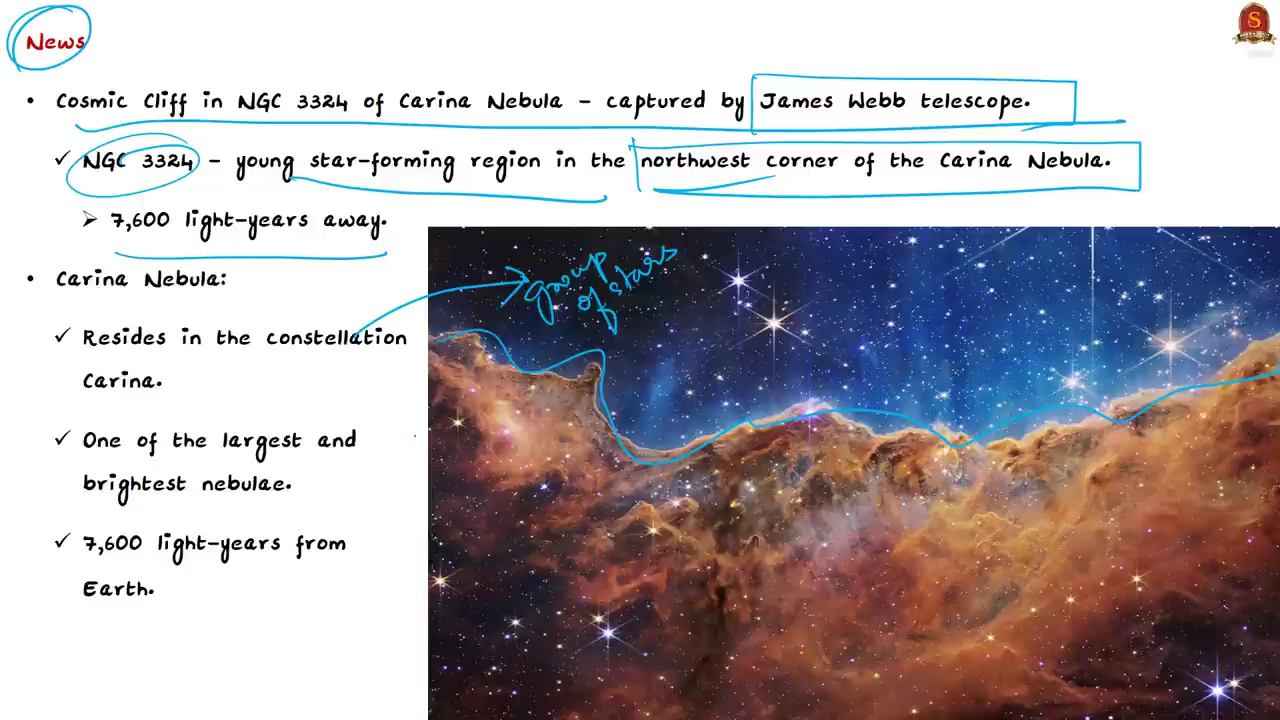 News
• Cosmic Cliff in NGC 3324 of Carina Nebula – captured by James Webb telescope.
✓ NGC 3324 – young star-forming region in the northwest corner of the Carina Nebula.
➤ 7,600 light-years away.
• Carina Nebula:
✓ Resides in the constellation
Carina.
✓ One of the largest and
brightest nebulae.
✓ 7,600 light-years from
Earth.
group
of stars
S